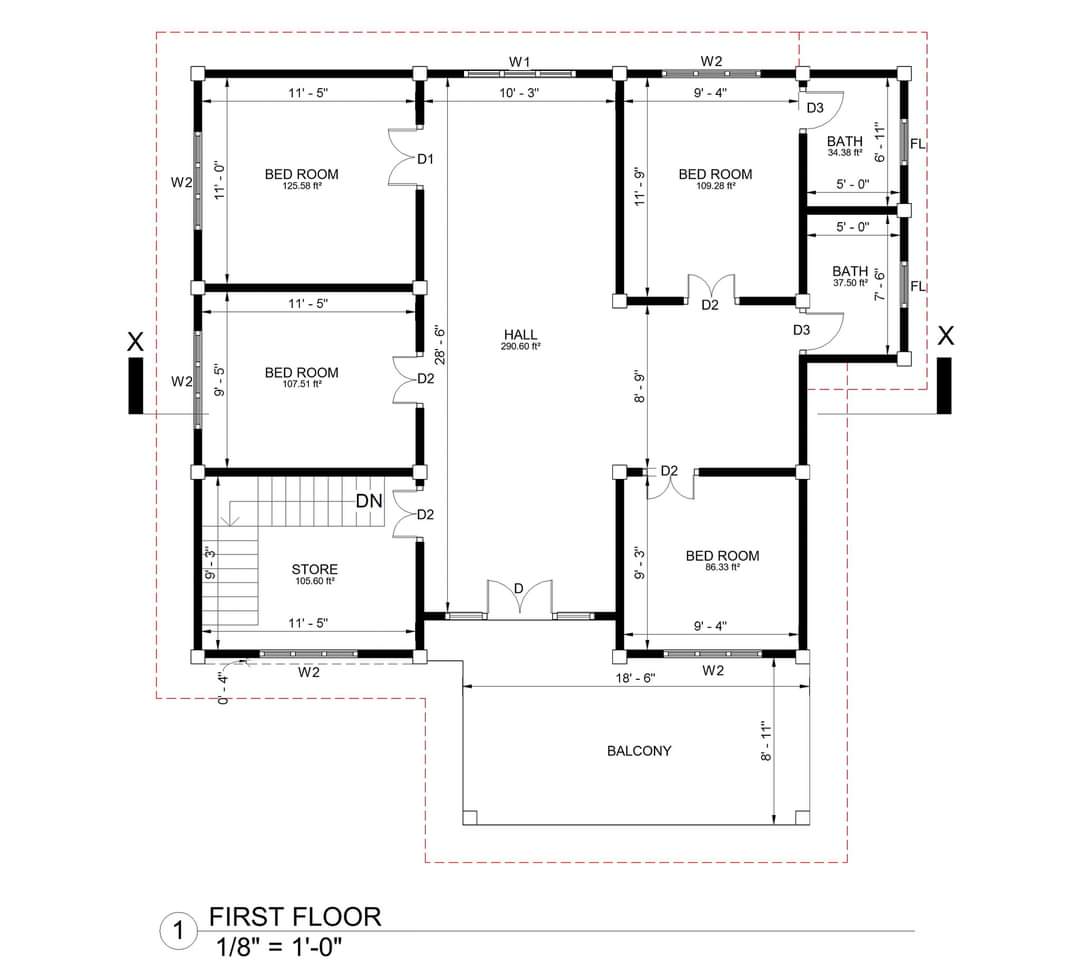 W1
W2
11' - 5"
10' - 3"
9' - 4"
D3
BATH
34.38 ft²
6' - 11"
FL
D1
W2
11' - 0"
BED ROOM
125.58 ft²
BED ROOM
109.28 ft²
11' - 9"
5' - 0"
5' - 0"
BATH
37.50 ft²
7' - 6"
FL
11' - 5"
D2
D3
HALL
290.60 ft²
28' - 6"
X
X
W2
9' - 5"
BED ROOM
107.51 ft²
D2
8' - 9"
D2
DN
D2
9' - 3"
STORE
105.60 ft²
BED ROOM
86.33 ft²
9' - 3"
D
11' - 5"
9' - 4"
W2
W2
0' - 4"
18' - 6"
BALCONY
8' - 11"
1
FIRST FLOOR
1/8" = 1'-0"